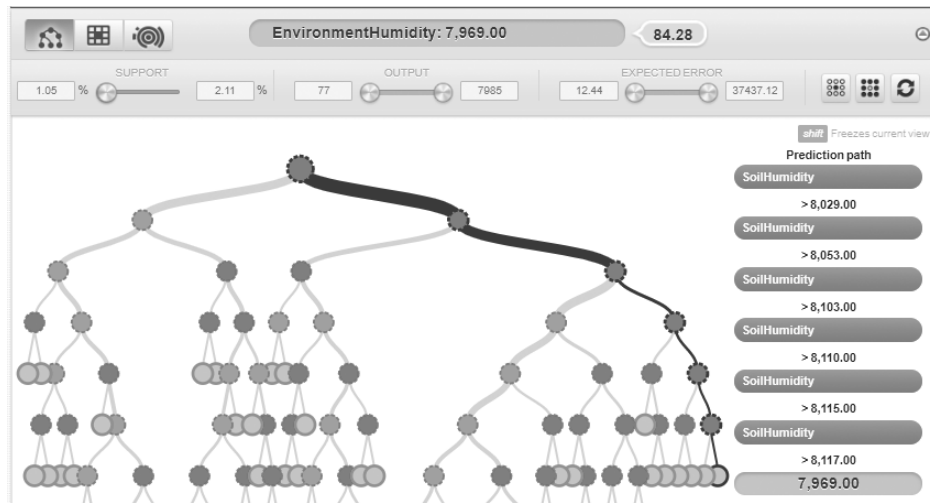 EnvironmentHumidity: 7,969.00
84.28
SUPPORT
OUTPUT
EXPECTED ERROR
1.05 % 2.11 %
77 7985
12.44 37437.12
shift Freezes current view
Prediction path
SoilHumidity
> 8,029.00
SoilHumidity
> 8,053.00
SoilHumidity
> 8,103.00
SoilHumidity
> 8,110.00
SoilHumidity
> 8,115.00
SoilHumidity
> 8,117.00
7,969.00